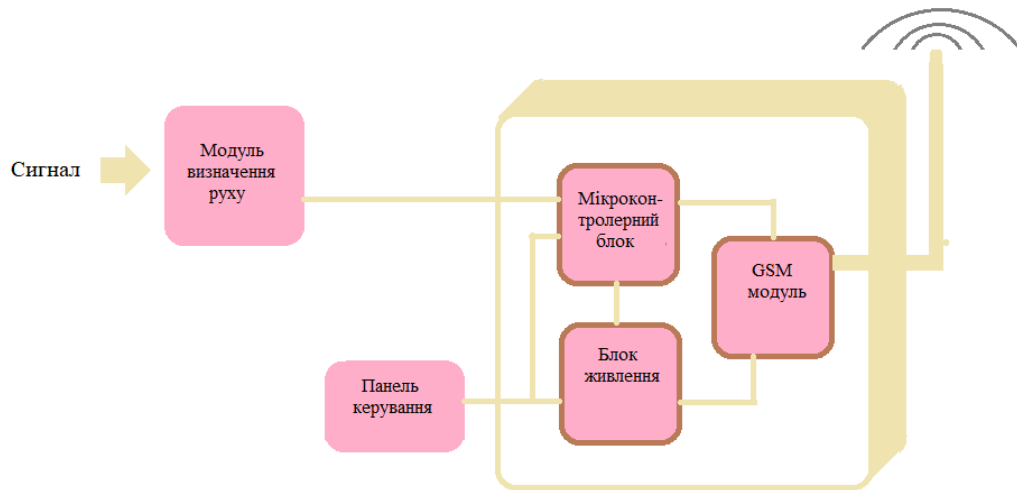 Сигнал
Модуль
визначення
руху
Мікрокон-
тролерний
блок
GSM
модуль
Блок
живлення
Панель
керування